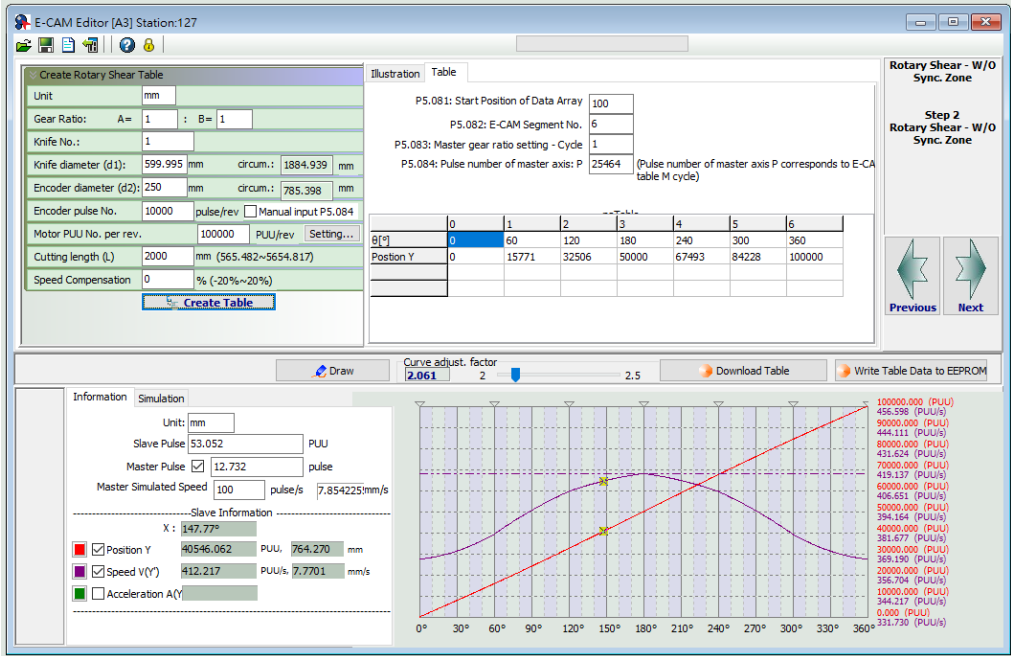 E-CAM Editor [A3] Station:127
Create Rotary Shear Table
Unit mm
Gear Ratio: A= 1 : B= 1
Knife No.: 1
Knife diameter (d1): 599.995 mm circum.: 1884.939 mm
Encoder diameter (d2): 250 mm circum.: 785.398 mm
Encoder pulse No. 10000 pulse/rev Manual input P5.084
Motor PUU No. per rev. 100000 PUU/rev Setting...
Cutting length (L) 2000 mm (565.482~5654.817)
Speed Compensation 0 % (-20%~20%)
Create Table
Illustration Table
P5.081: Start Position of Data Array 100
P5.082: E-CAM Segment No. 6
P5.083: Master gear ratio setting - Cycle 1
P5.084: Pulse number of master axis: P 25464 (Pulse number of master axis P corresponds to E-CA
table M cycle)
0 1 2 3 4 5 6
θ[º] 0 60 120 180 240 300 360
Postion Y 0 15771 32506 50000 67493 84228 100000
Rotary Shear - W/O
Sync. Zone
Step 2
Rotary Shear - W/O
Sync. Zone
Previous Next
Draw
Curve adjust. factor
2.061 2 2.5
Download Table
Write Table Data to EEPROM
Information Simulation
Unit: mm
Slave Pulse 53.052 PUU
Master Pulse 12.732 pulse
Master Simulated Speed 100 pulse/s 7.854225 mm/s
Slave Information
X : 147.77°
Position Y 40546.062 PUU, 764.270 mm
Speed V(Y') 412.217 PUU/s, 7.7701 mm/s
Acceleration A(Y
100000.000 (PUU)
456.598 (PUU/s)
90000.000 (PUU)
444.111 (PUU/s)
80000.000 (PUU)
431.624 (PUU/s)
70000.000 (PUU)
419.137 (PUU/s)
60000.000 (PUU)
406.651 (PUU/s)
50000.000 (PUU)
394.164 (PUU/s)
40000.000 (PUU)
381.677 (PUU/s)
30000.000 (PUU)
369.190 (PUU/s)
20000.000 (PUU)
356.704 (PUU/s)
10000.000 (PUU)
344.217 (PUU/s)
0.000 (PUU)
331.730 (PUU/s)
0° 30° 60° 90° 120° 150° 180° 210° 240° 270° 300° 330° 360°